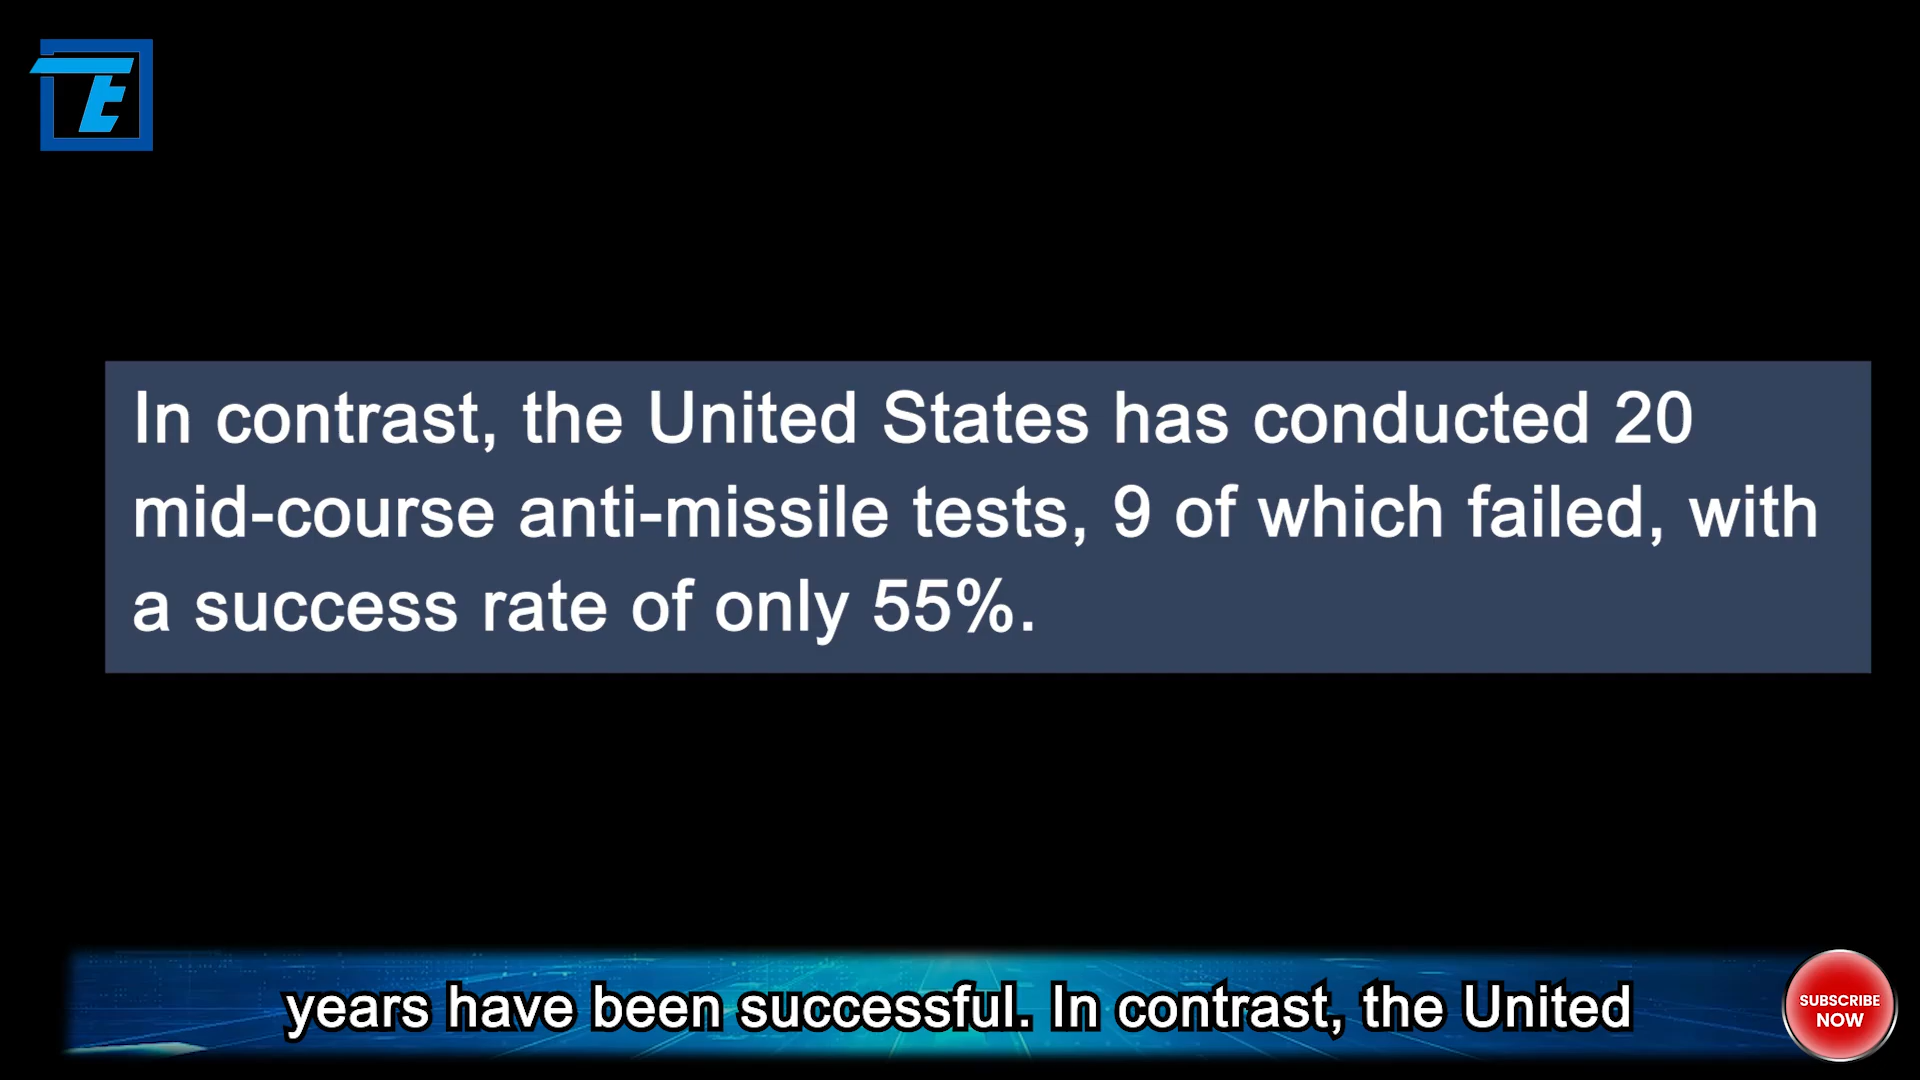 TE
In contrast, the United States has conducted 20
mid-course anti-missile tests, 9 of which failed, with
a success rate of only 55%.
years have been successful. In contrast, the United
SUBSCRIBE
NOW